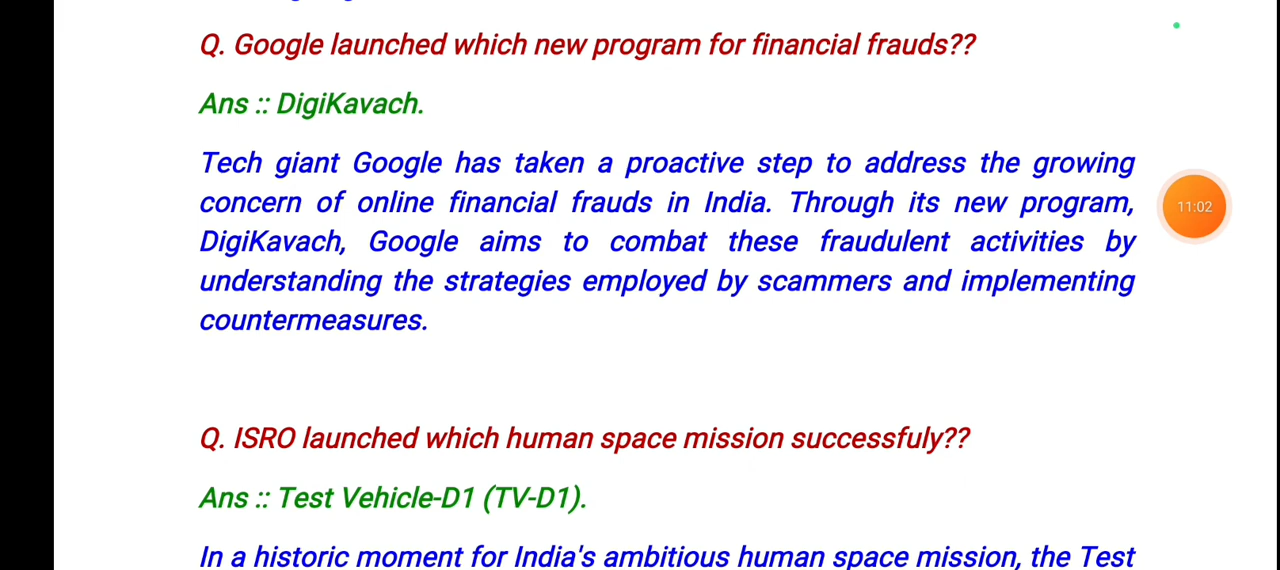 Q. Google launched which new program for financial frauds??
Ans :: DigiKavach.
Tech giant Google has taken a proactive step to address the growing
concern of online financial frauds in India. Through its new program,
DigiKavach, Google aims to combat these fraudulent activities by
understanding the strategies employed by scammers and implementing
countermeasures.
11:02
Q. ISRO launched which human space mission successfuly??
Ans :: Test Vehicle-D1 (TV-D1).
In a historic moment for India's ambitious human space mission, the Test